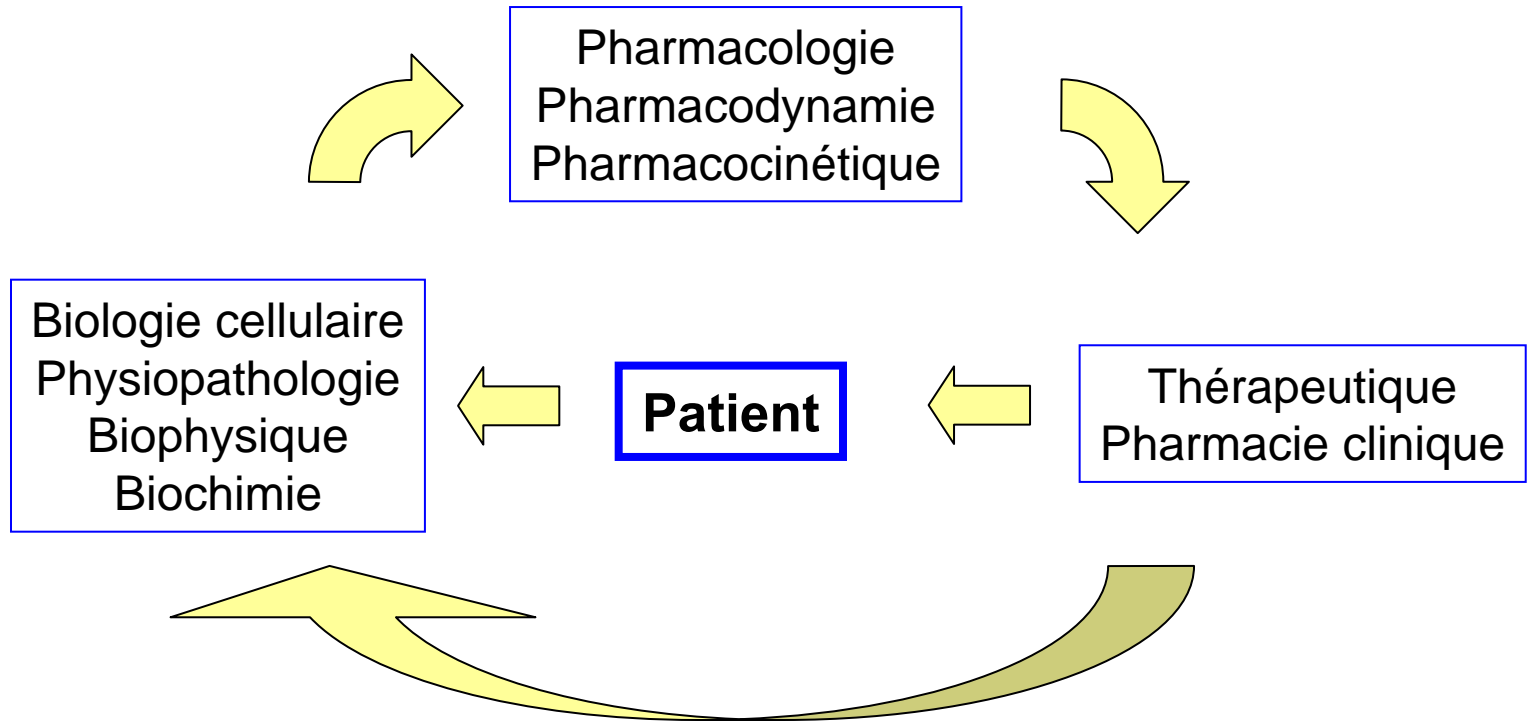 Pharmacologie
Pharmacodynamie
Pharmacocinétique
Biologie cellulaire
Physiopathologie
Biophysique
Biochimie
Patient
Thérapeutique
Pharmacie clinique